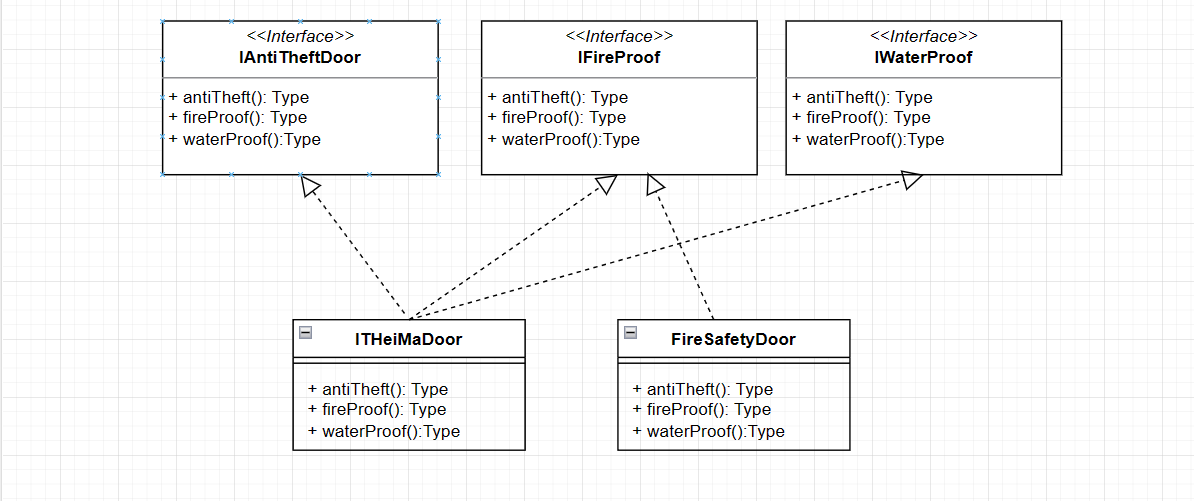 <<Interface>>
IAntiTheftDoor
+ antiTheft(): Type
+ fireProof(): Type
+ waterProof():Type
<<Interface>>
IFireProof
+ antiTheft(): Type
+ fireProof(): Type
+ waterProof():Type
<<Interface>>
IWaterProof
+ antiTheft(): Type
+ fireProof(): Type
+ waterProof():Type
ITHeiMaDoor
+ antiTheft(): Type
+ fireProof(): Type
+ waterProof():Type
FireSafetyDoor
+ antiTheft(): Type
+ fireProof(): Type
+ waterProof():Type